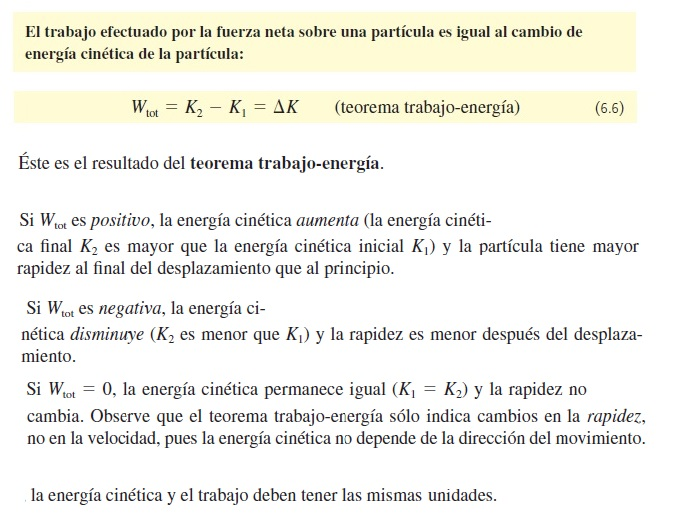 El trabajo efectuado por la fuerza neta sobre una partícula es igual al cambio de
energía cinética de la partícula:
W_tot = K_2 − K_1 = ΔK (teorema trabajo-energía) (6.6)
Éste es el resultado del teorema trabajo-energía.
Si W_tot es positivo, la energía cinética aumenta (la energía cinéti-
ca final K_2 es mayor que la energía cinética inicial K_1) y la partícula tiene mayor
rapidez al final del desplazamiento que al principio.
Si W_tot es negativa, la energía ci-
nética disminuye (K_2 es menor que K_1) y la rapidez es menor después del desplaza-
miento.
Si W_tot = 0, la energía cinética permanece igual (K_1 = K_2) y la rapidez no
cambia. Observe que el teorema trabajo-energía sólo indica cambios en la rapidez,
no en la velocidad, pues la energía cinética no depende de la dirección del movimiento.
la energía cinética y el trabajo deben tener las mismas unidades.